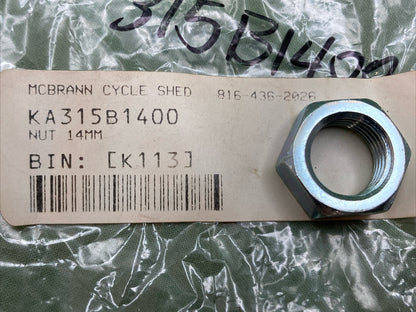 315B1400
MCBRANN CYCLE SHED 816-436-2026
KA315B1400
NUT 14MM
BIN: [K113]